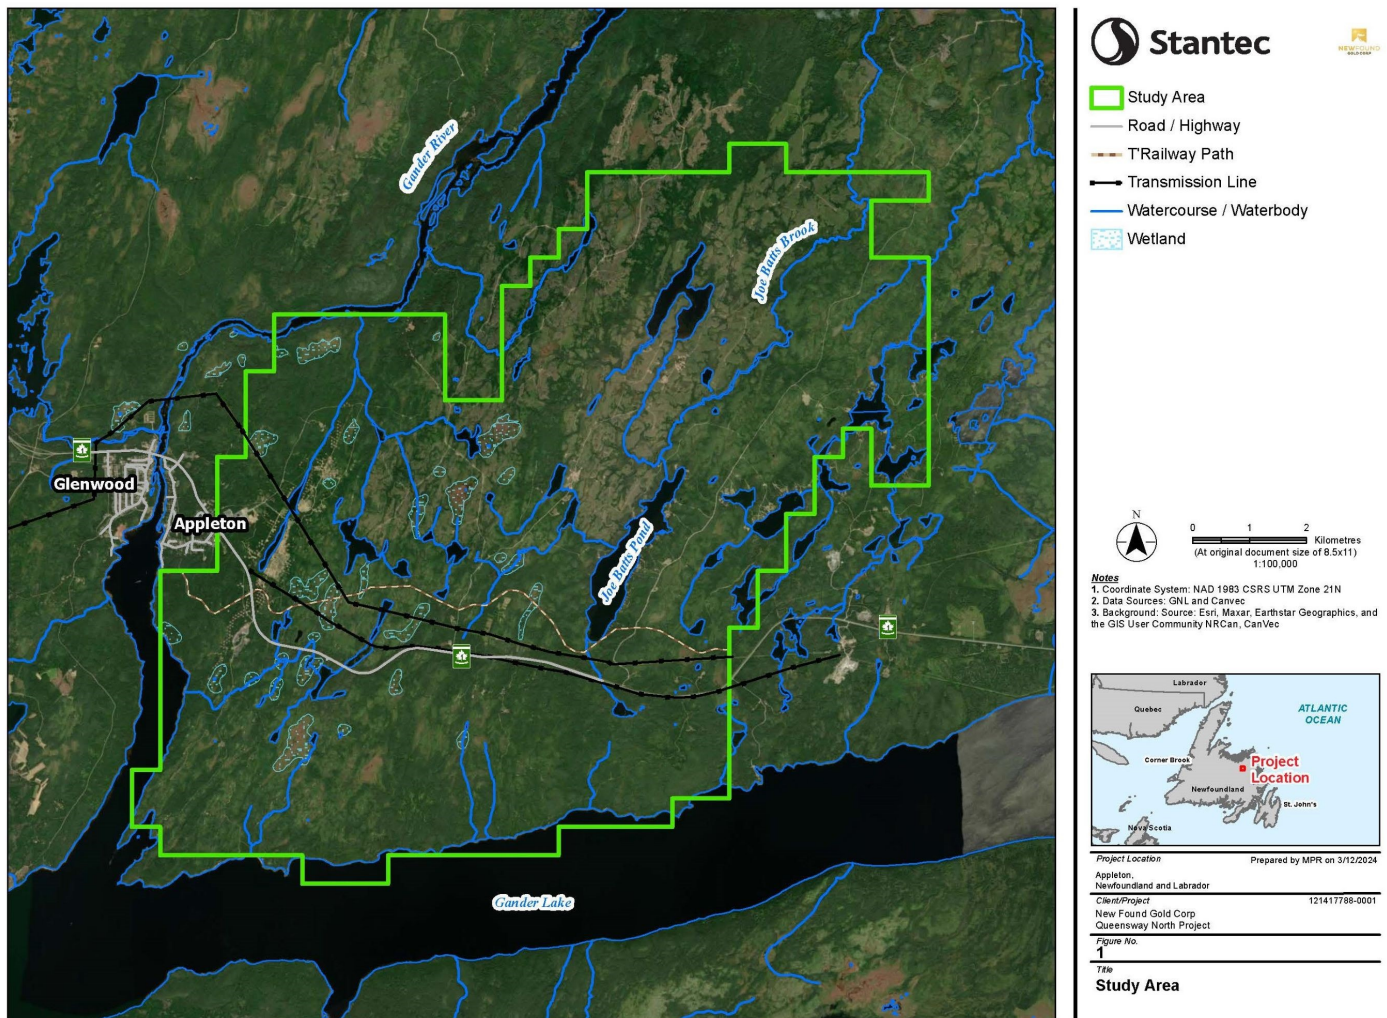 Stantec
NEWFOUND
GOLD CORP
Study Area
Road / Highway
T'Railway Path
Transmission Line
Watercourse / Waterbody
Wetland
Gander River
Joe Batts Brook
Glenwood
Appleton
Joe Batts Pond
Gander Lake
N
0 1 2
Kilometres
(At original document size of 8.5x11)
1:100,000
Notes
1. Coordinate System: NAD 1983 CSRS UTM Zone 21N
2. Data Sources: GNL and Canvec
3. Background: Source: Esri, Maxar, Earthstar Geographics, and
the GIS User Community NRCan, CanVec
Labrador
Quebec
ATLANTIC
OCEAN
Corner Brook
Project
Location
Newfoundland
St. John's
Nova Scotia
Project Location Prepared by MPR on 3/12/2024
Appleton,
Newfoundland and Labrador
Client/Project 121417788-0001
New Found Gold Corp
Queensway North Project
Figure No.
1
Title
Study Area